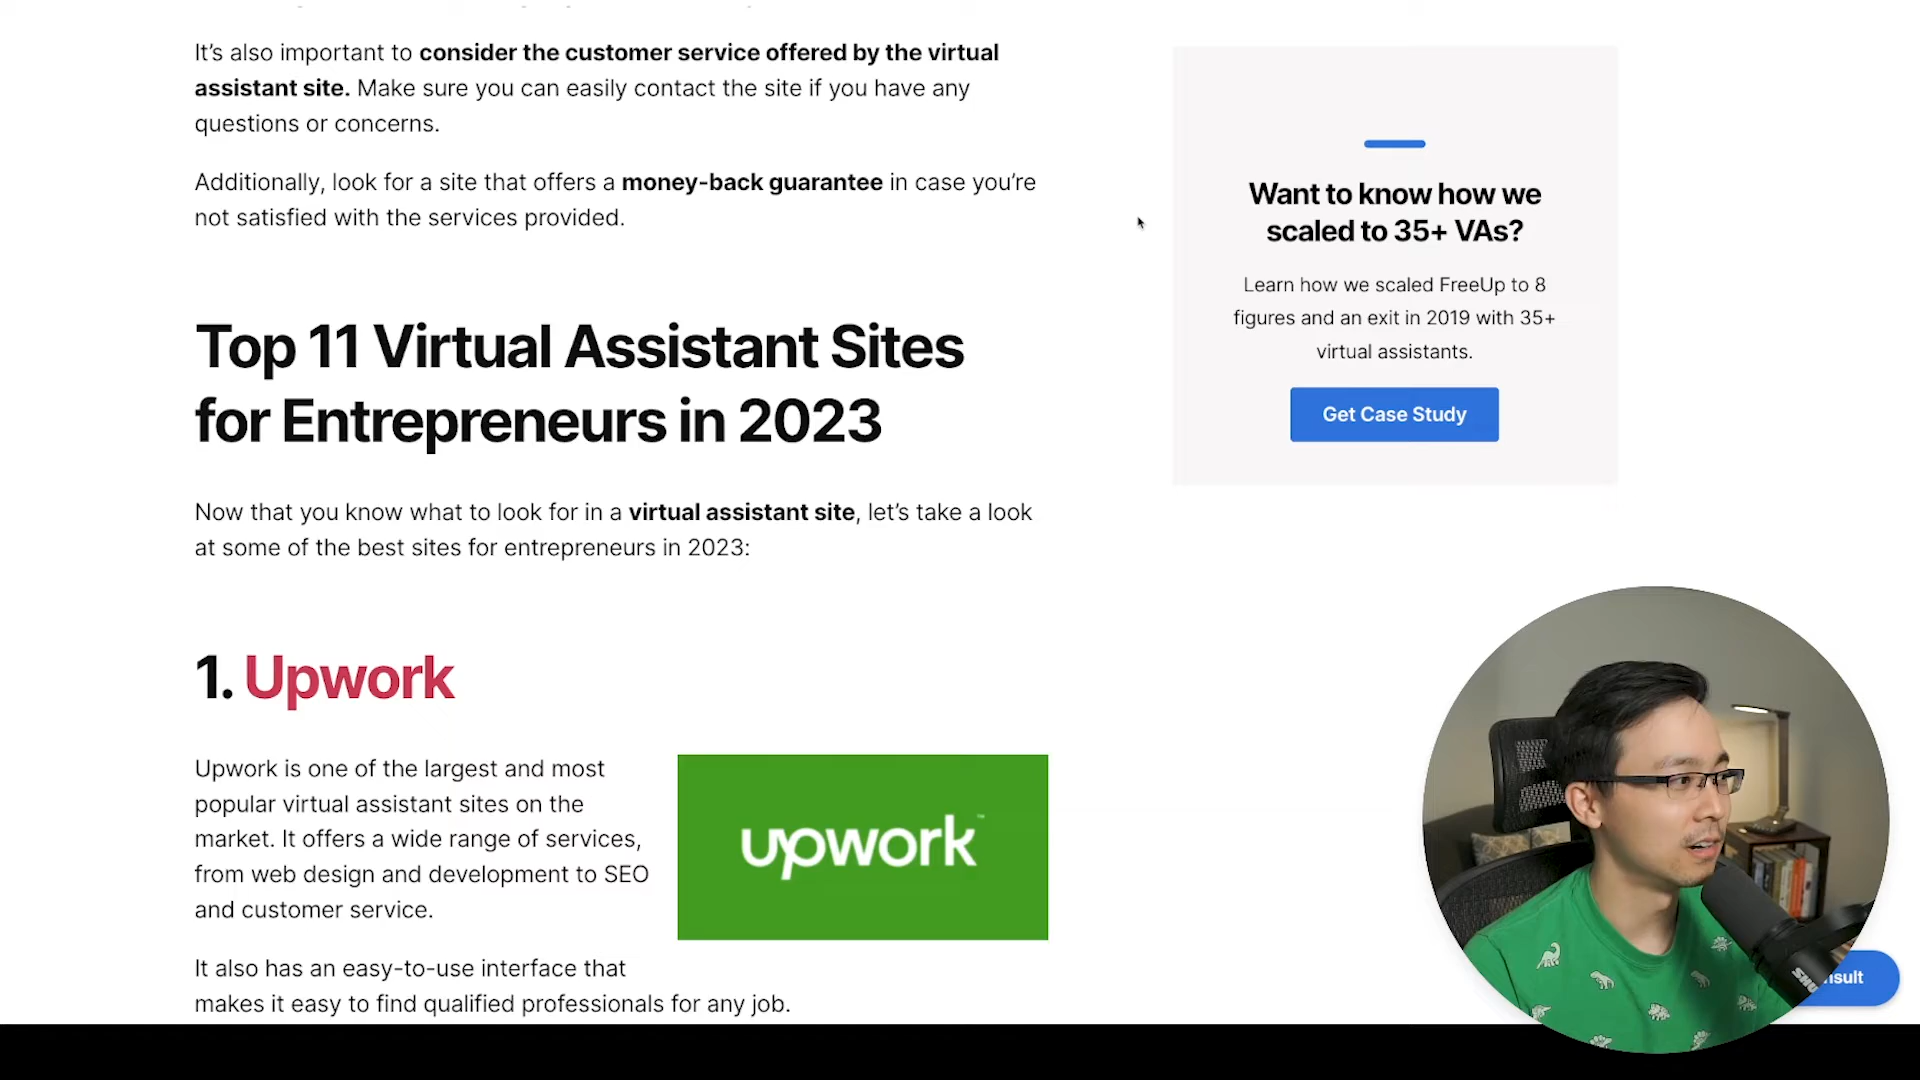 It’s also important to consider the customer service offered by the virtual
assistant site. Make sure you can easily contact the site if you have any
questions or concerns.
Additionally, look for a site that offers a money-back guarantee in case you’re
not satisfied with the services provided.
Top 11 Virtual Assistant Sites
for Entrepreneurs in 2023
Now that you know what to look for in a virtual assistant site, let’s take a look
at some of the best sites for entrepreneurs in 2023:
1. Upwork
Upwork is one of the largest and most
popular virtual assistant sites on the
market. It offers a wide range of services,
from web design and development to SEO
and customer service.
upwork™
It also has an easy-to-use interface that
makes it easy to find qualified professionals for any job.
Want to know how we
scaled to 35+ VAs?
Learn how we scaled FreeUp to 8
figures and an exit in 2019 with 35+
virtual assistants.
Get Case Study